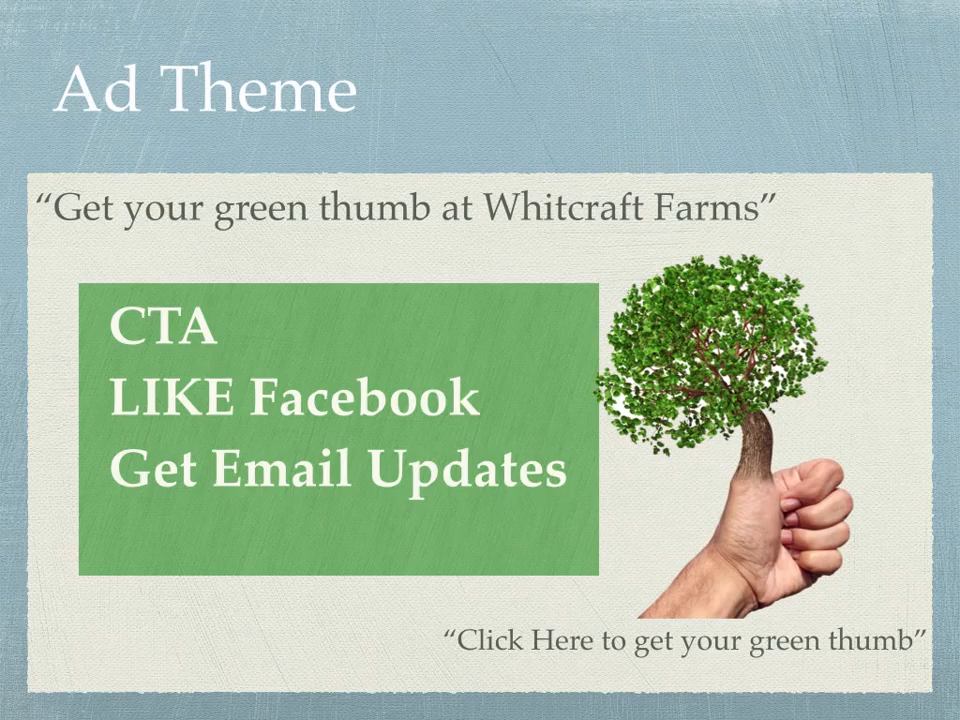 Ad Theme
“Get your green thumb at Whitcraft Farms”
CTA
LIKE Facebook
Get Email Updates
“Click Here to get your green thumb”